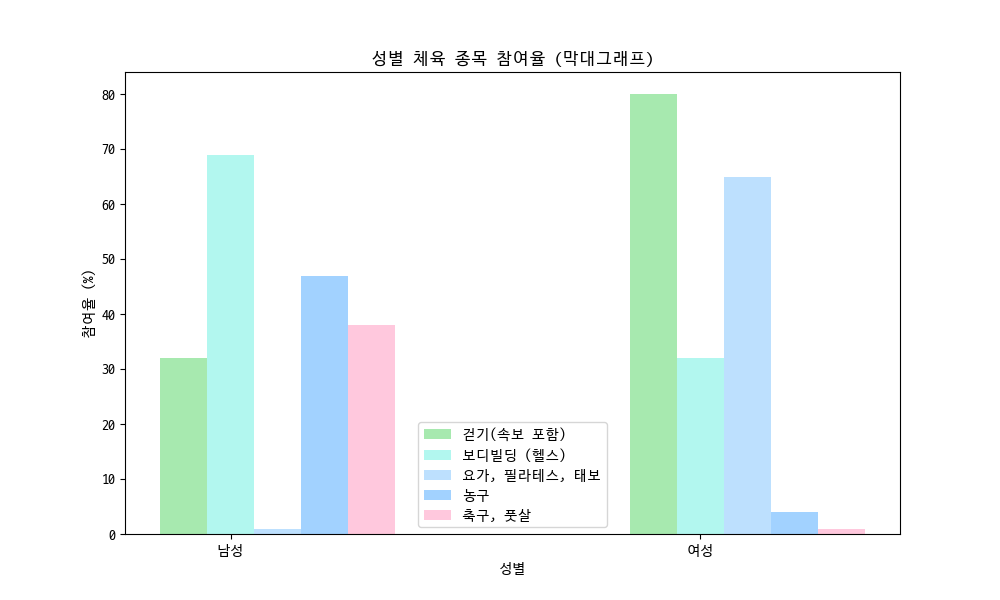 성별 체육 종목 참여율 (막대그래프)
참여율 (%)
80
70
60
50
40
30
20
10
0
걷기(속보 포함)
보디빌딩 (헬스)
요가, 필라테스, 태보
농구
축구, 풋살
남성
여성
성별